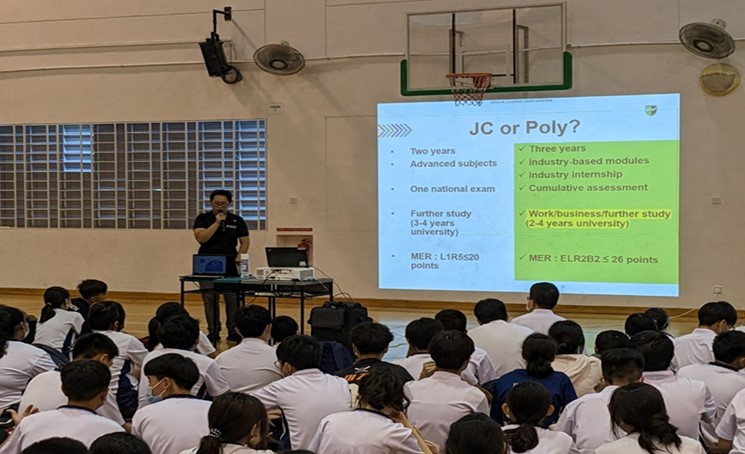 JC or Poly?
• Two years
• Advanced subjects
• One national exam
• Further study
(3-4 years
university)
• MER : L1R5≤20
points
✓ Three years
✓ Industry-based modules
✓ Industry internship
✓ Cumulative assessment
✓ Work/business/further study
(2-4 years university)
✓ MER : ELR2B2 ≤ 26 points